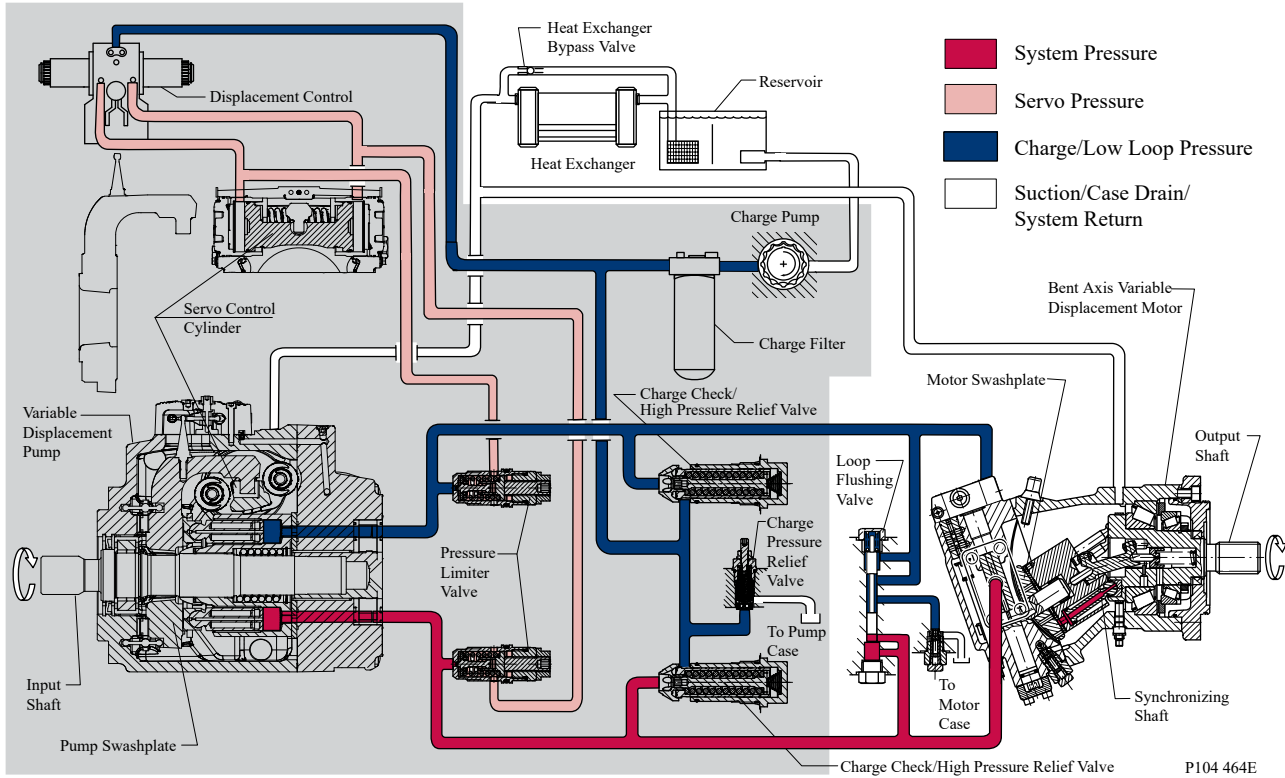 Heat Exchanger
Bypass Valve
System Pressure
Displacement Control
Reservoir
Servo Pressure
Heat Exchanger
Charge/Low Loop Pressure
Suction/Case Drain/
System Return
Charge Pump
Bent Axis Variable
Displacement Motor
Servo Control
Cylinder
Charge Filter
Motor Swashplate
Charge Check/
High Pressure Relief Valve
Variable
Displacement
Pump
Output
Shaft
Loop
Flushing
Valve
Pressure
Limiter
Valve
Charge
Pressure
Relief
Valve
To Pump
Case
Input
Shaft
To
Motor
Case
Synchronizing
Shaft
Pump Swashplate
Charge Check/High Pressure Relief Valve
P104 464E